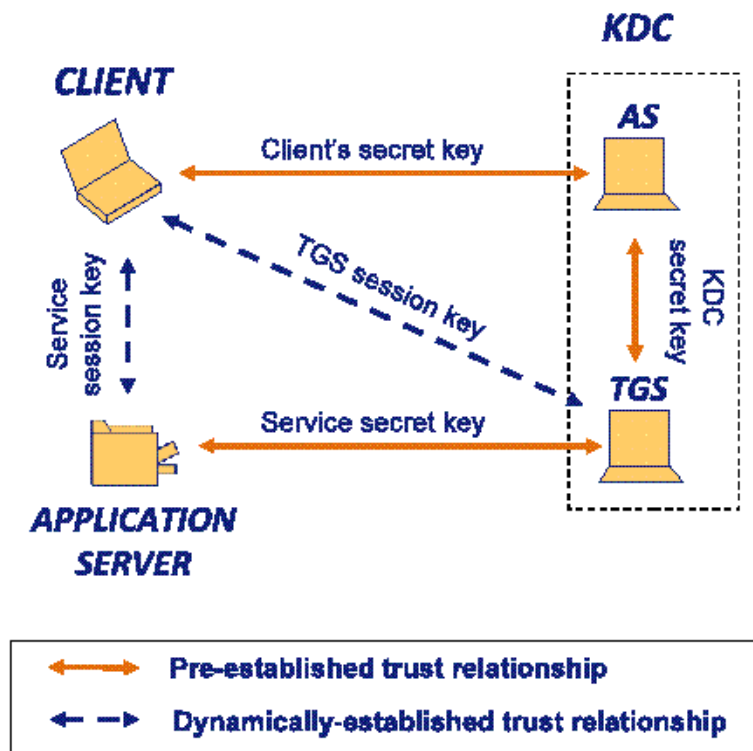 KDC
CLIENT
AS
Client's secret key
TGS session key
KDC
secret key
Service
session key
TGS
Service secret key
APPLICATION
SERVER
Pre-established trust relationship
Dynamically-established trust relationship